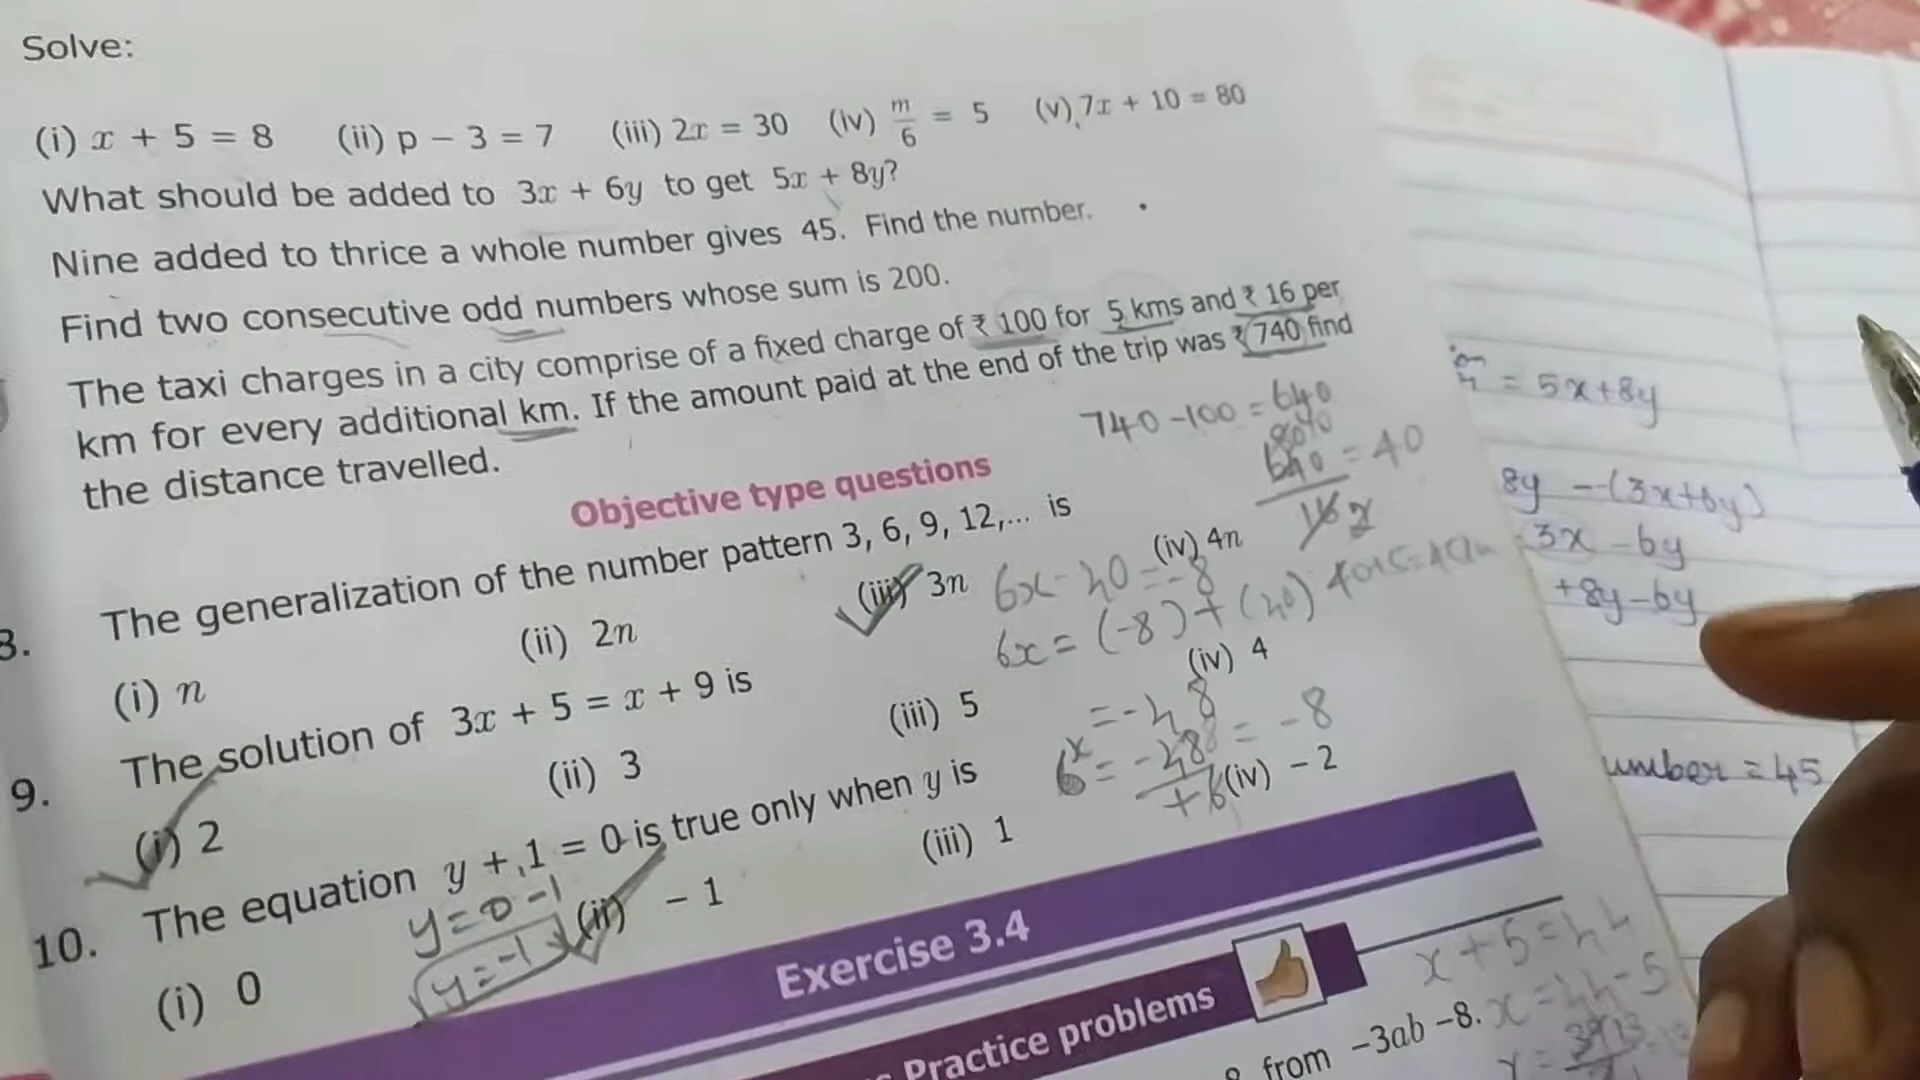 Solve:
(i) x + 5 = 8 (ii) p − 3 = 7 (iii) 2x = 30 (iv) m/6 = 5 (v) 7x + 10 = 80
What should be added to 3x + 6y to get 5x + 8y?
Nine added to thrice a whole number gives 45. Find the number.
Find two consecutive odd numbers whose sum is 200.
The taxi charges in a city comprise of a fixed charge of ₹ 100 for 5 kms and ₹ 16 per
km for every additional km. If the amount paid at the end of the trip was ₹ 740 find
the distance travelled.
740 - 100 = 640
640 = 40
16
Objective type questions
The generalization of the number pattern 3, 6, 9, 12,... is
(i) n (ii) 2n (iii) 3n (iv) 4n
6x - 20 = -8
6x = (-8) + (20)
9. The solution of 3x + 5 = x + 9 is
(i) 2 (ii) 3 (iii) 5 (iv) 4
= -8
+6
10. The equation y + 1 = 0 is true only when y is
(i) 0 (ii) − 1 (iii) 1 (iv) − 2
y = 0 - 1
y = -1
Exercise 3.4
Practice problems
from −3ab −8.
= 5x+8y
8y -(3x+6y)
3x - 6y
+8y-6y
umber = 45